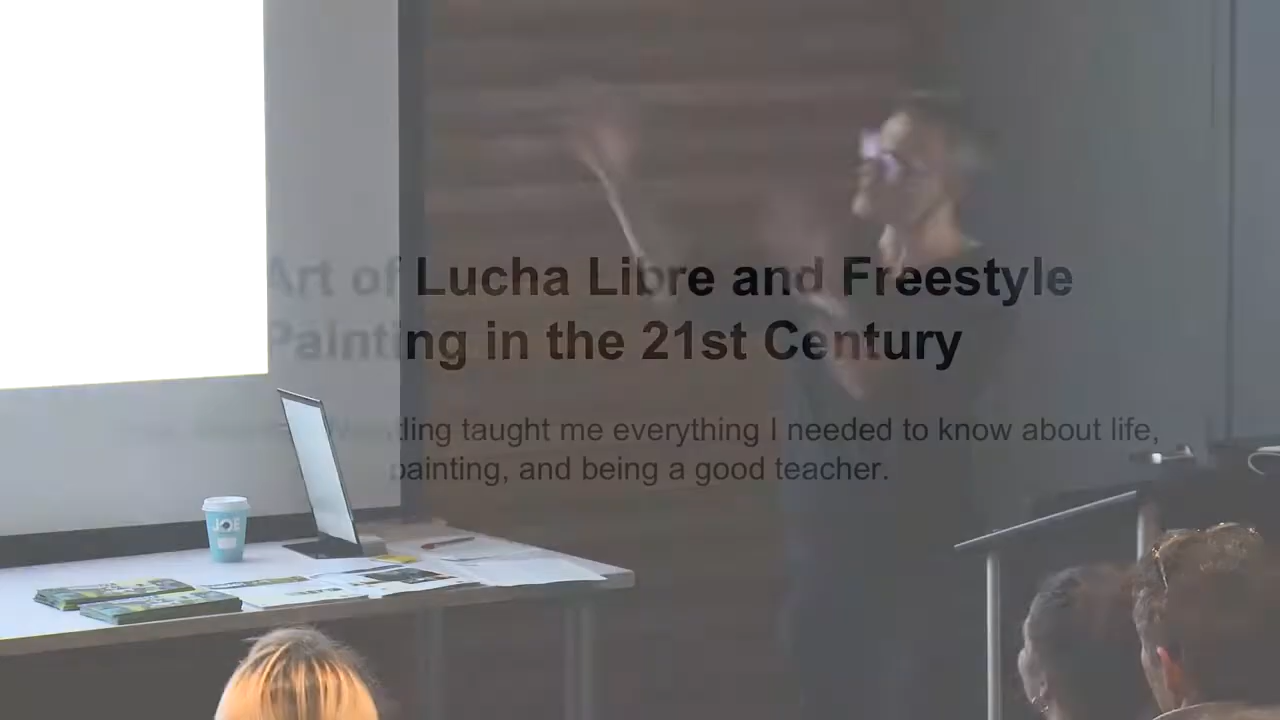 Art of Lucha Libre and Freestyle
Painting in the 21st Century
taught me everything I needed to know about life,
painting, and being a good teacher.
JOE